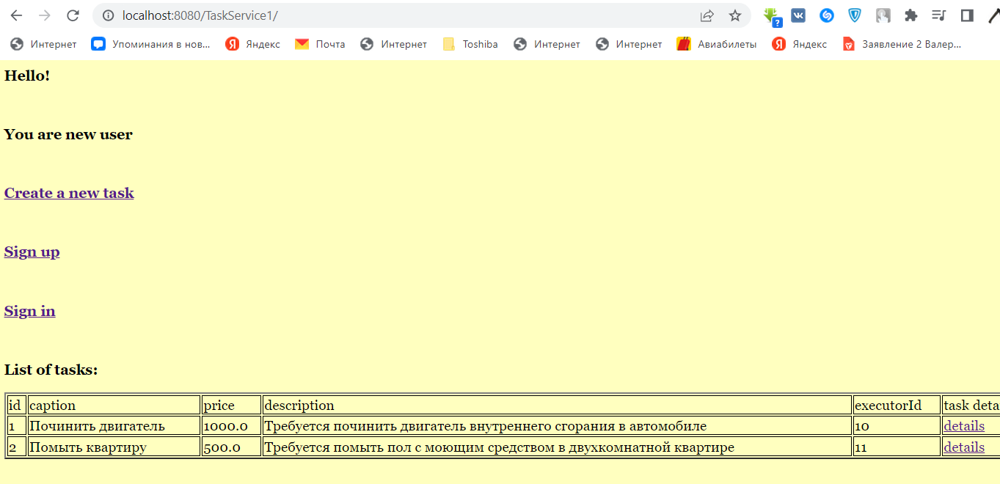 localhost:8080/TaskService1/
Интернет Упоминания в нов... Яндекс Почта Интернет Toshiba Интернет Интернет Авиабилеты Яндекс Заявление 2 Валер...
Hello!
You are new user
Create a new task
Sign up
Sign in
List of tasks:
id caption price description executorId task deta
1 Починить двигатель 1000.0 Требуется починить двигатель внутреннего сгорания в автомобиле 10 details
2 Помыть квартиру 500.0 Требуется помыть пол с моющим средством в двухкомнатной квартире 11 details